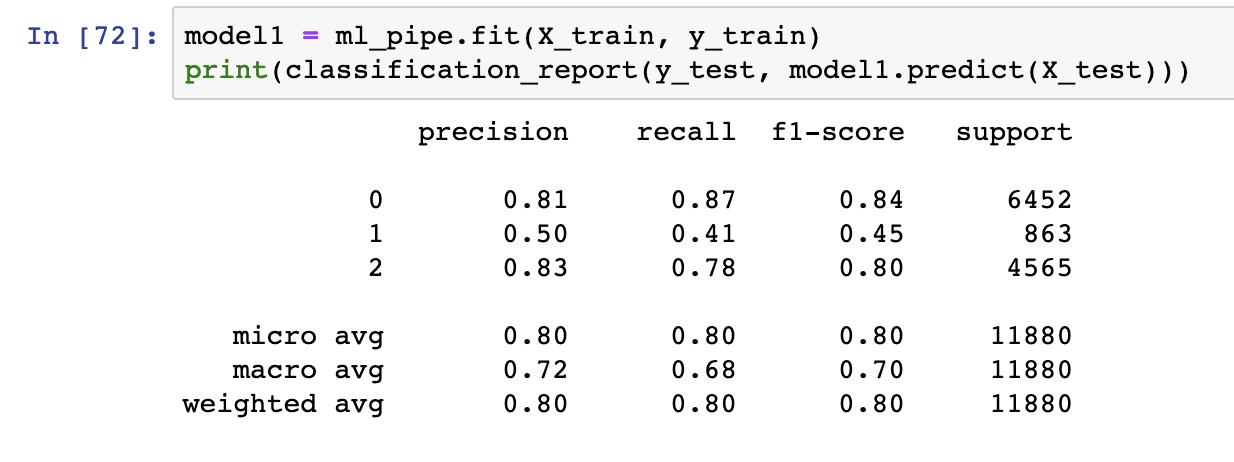 In [72]: model1 = ml_pipe.fit(X_train, y_train)
print(classification_report(y_test, model1.predict(X_test)))
precision recall f1-score support
0 0.81 0.87 0.84 6452
1 0.50 0.41 0.45 863
2 0.83 0.78 0.80 4565
micro avg 0.80 0.80 0.80 11880
macro avg 0.72 0.68 0.70 11880
weighted avg 0.80 0.80 0.80 11880